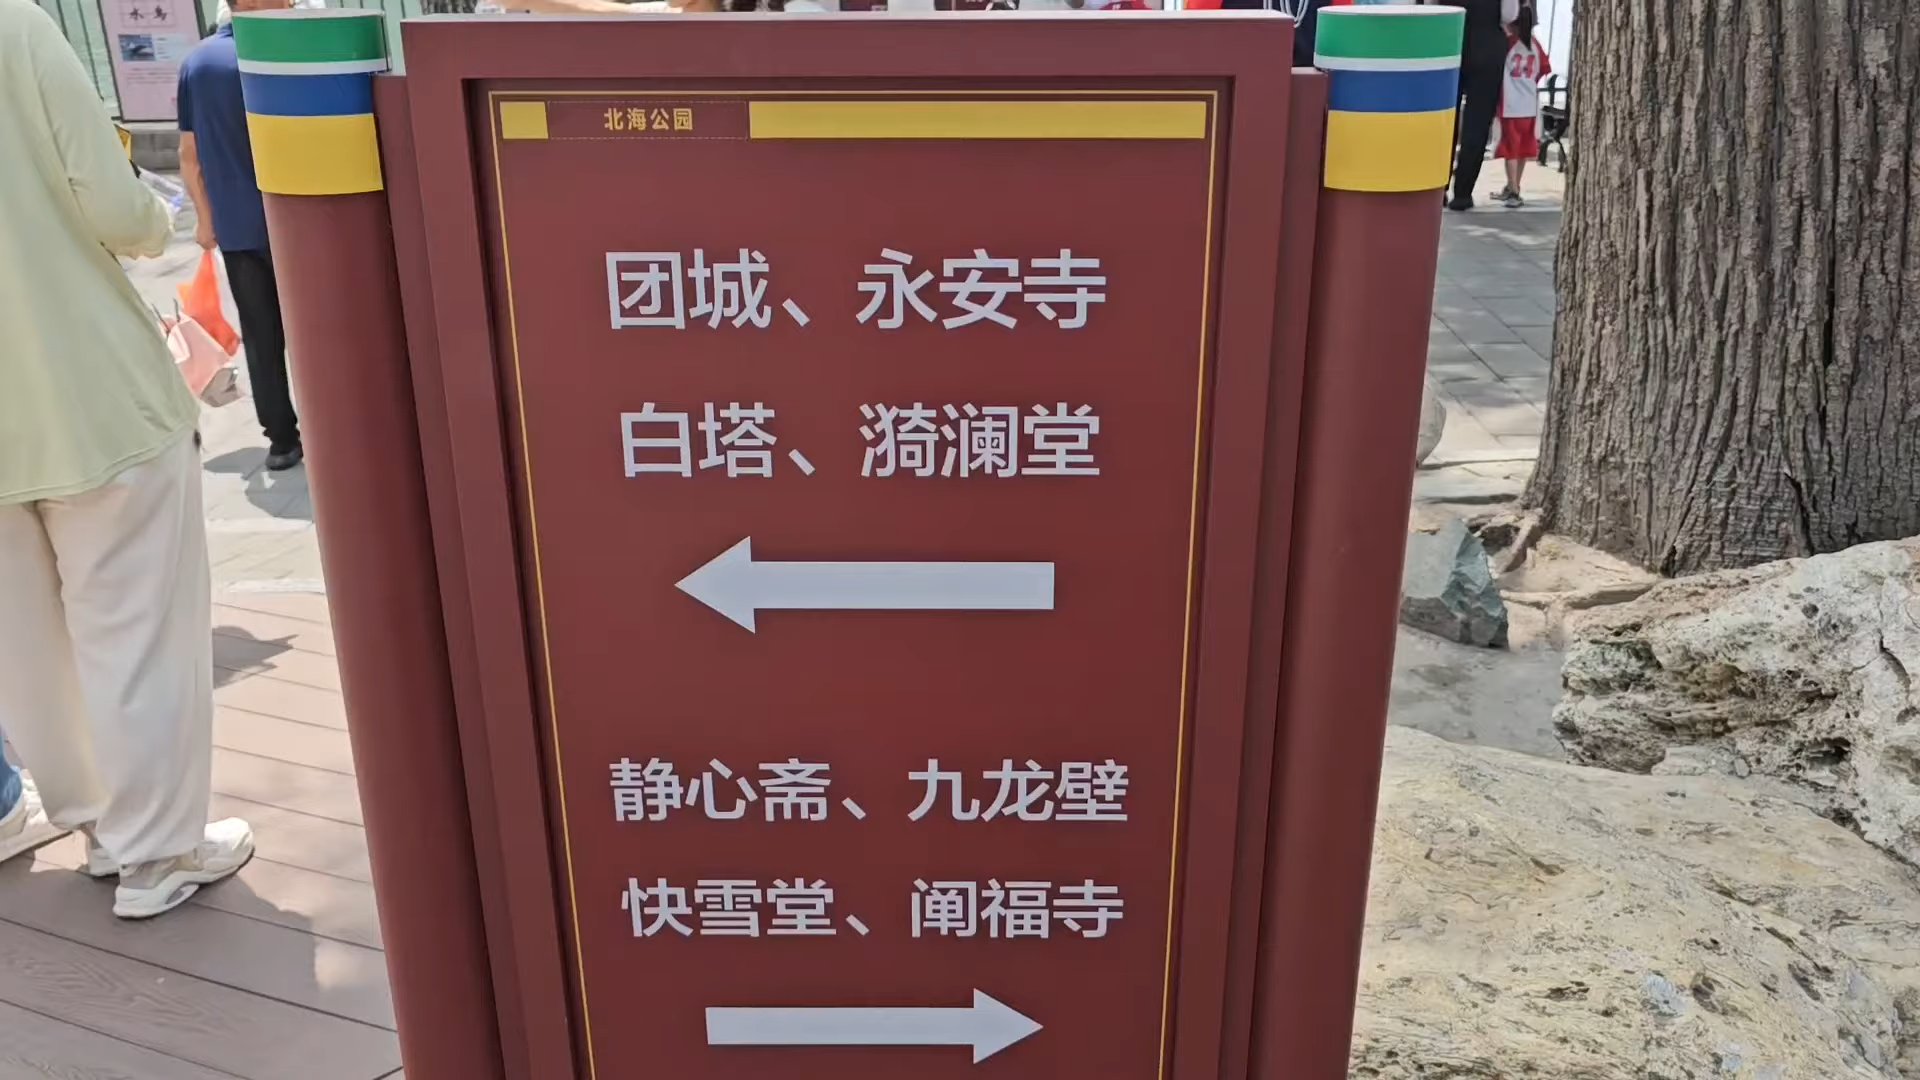 北海公园
团城、永安寺
白塔、漪澜堂
静心斋、九龙壁
快雪堂、阐福寺
24